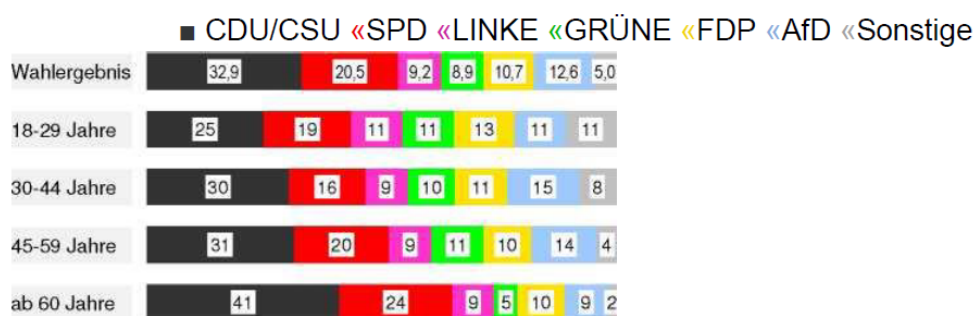 ■ CDU/CSU «SPD «LINKE «GRÜNE «FDP «AfD «Sonstige
Wahlergebnis 32,9 20,5 9,2 8,9 10,7 12,6 5,0
18-29 Jahre 25 19 11 11 13 11 11
30-44 Jahre 30 16 9 10 11 15 8
45-59 Jahre 31 20 9 11 10 14 4
ab 60 Jahre 41 24 9 5 10 9 2